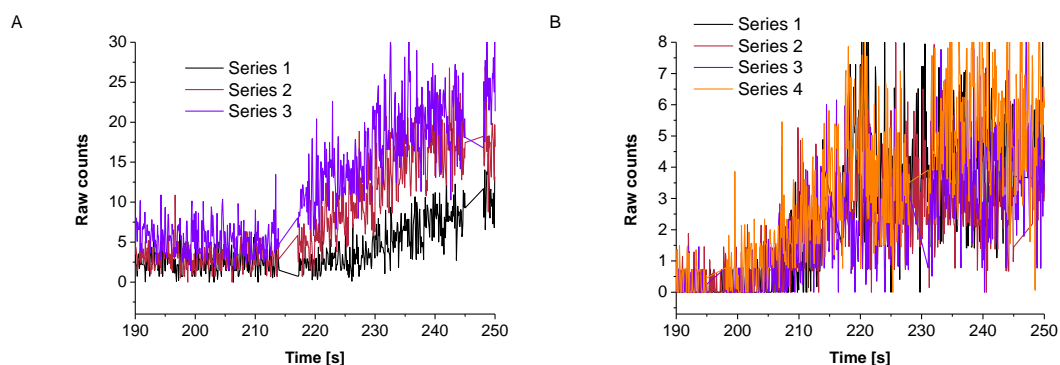 A
Raw counts
30
25
20
15
10
5
0
Series 1
Series 2
Series 3
190 200 210 220 230 240 250
Time [s]
B
Raw counts
8
7
6
5
4
3
2
1
0
Series 1
Series 2
Series 3
Series 4
190 200 210 220 230 240 250
Time [s]